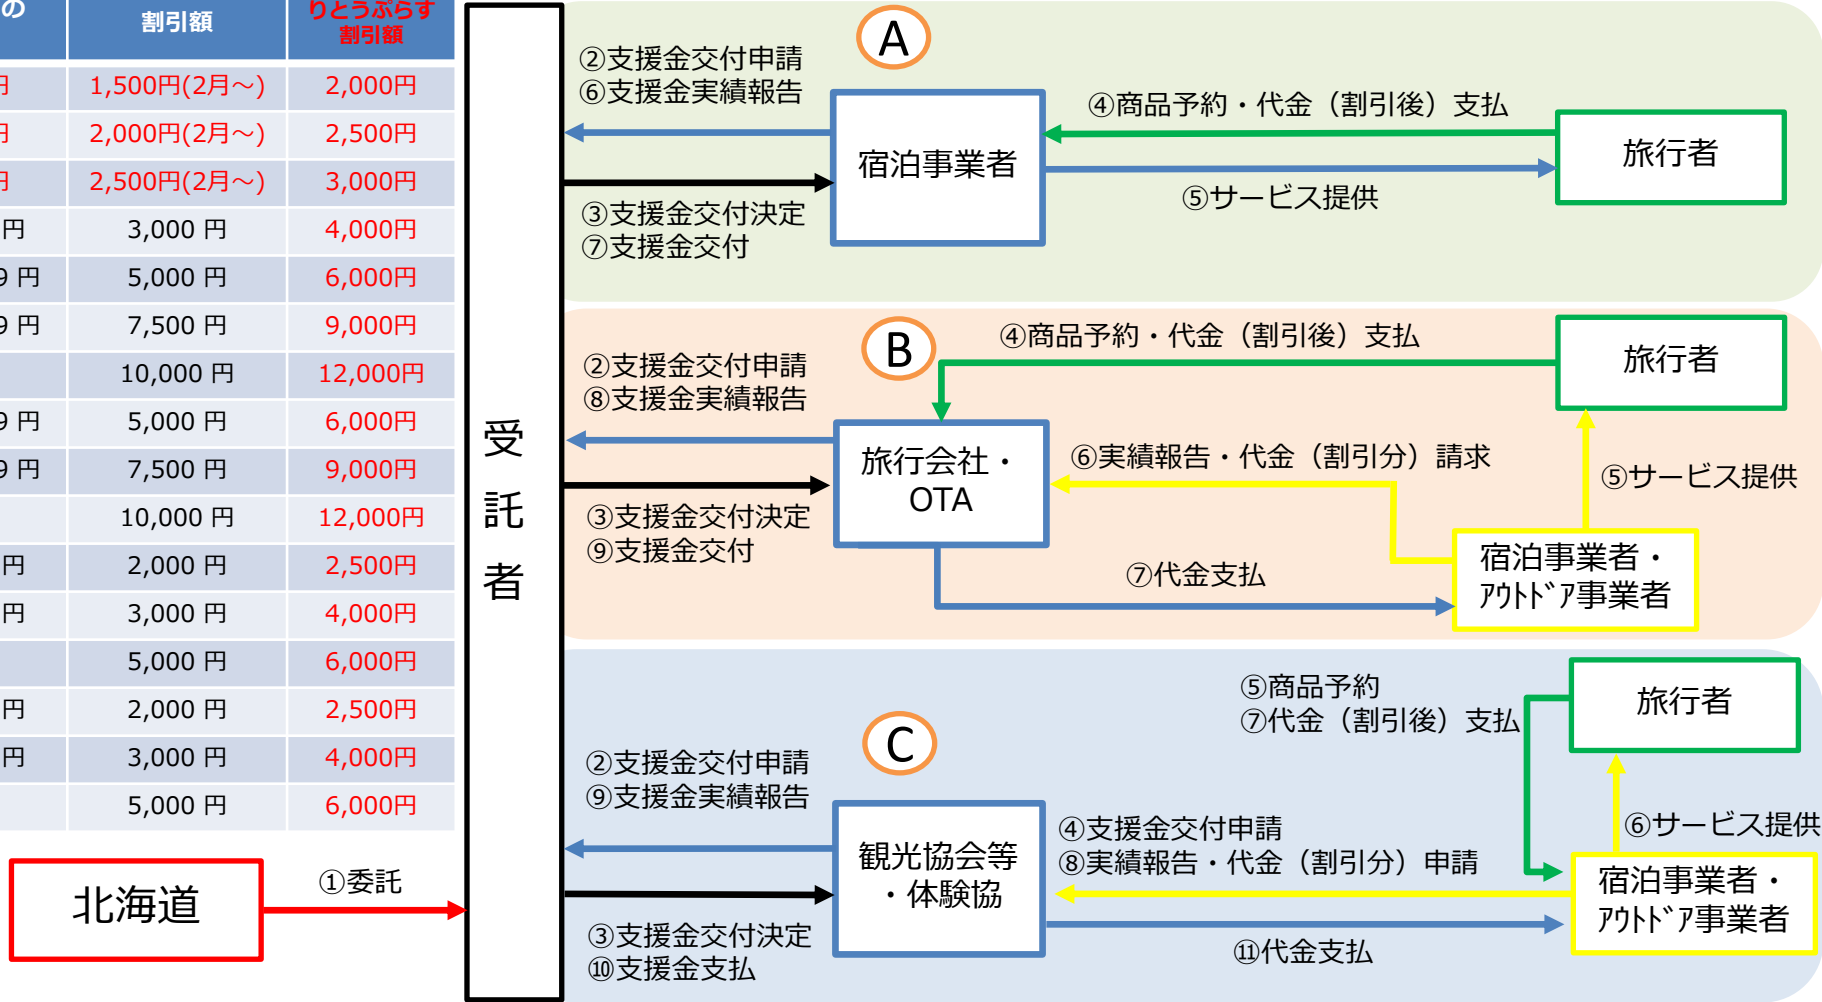 の
割引額
りとうぷらす
割引額
円
1,500円(2月～)
2,000円
円
2,000円(2月～)
2,500円
円
2,500円(2月～)
3,000円
円
3,000 円
4,000円
9 円
5,000 円
6,000円
9 円
7,500 円
9,000円
10,000 円
12,000円
9 円
5,000 円
6,000円
9 円
7,500 円
9,000円
10,000 円
12,000円
円
2,000 円
2,500円
円
3,000 円
4,000円
5,000 円
6,000円
円
2,000 円
2,500円
円
3,000 円
4,000円
5,000 円
6,000円
北海道
①委託
受
託
者
A
②支援金交付申請
⑥支援金実績報告
③支援金交付決定
⑦支援金交付
宿泊事業者
④商品予約・代金（割引後）支払
⑤サービス提供
旅行者
B
②支援金交付申請
⑧支援金実績報告
③支援金交付決定
⑨支援金交付
旅行会社・
OTA
④商品予約・代金（割引後）支払
旅行者
⑥実績報告・代金（割引分）請求
⑤サービス提供
⑦代金支払
宿泊事業者・
ｱｳﾄﾄﾞｱ事業者
C
②支援金交付申請
⑨支援金実績報告
③支援金交付決定
⑩支援金支払
観光協会等
・体験協
⑤商品予約
⑦代金（割引後）支払
旅行者
④支援金交付申請
⑧実績報告・代金（割引分）申請
⑥サービス提供
⑪代金支払
宿泊事業者・
ｱｳﾄﾄﾞｱ事業者